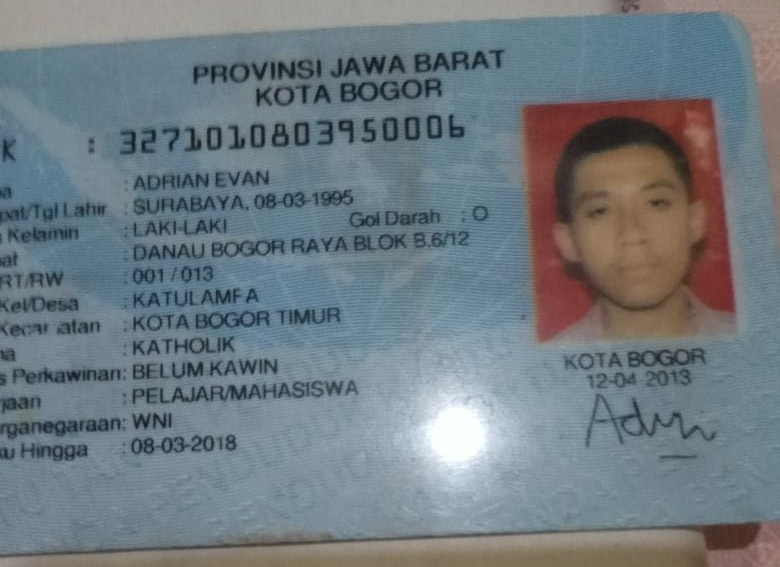 PROVINSI JAWA BARAT
KOTA BOGOR
K : 3271010803950006
a : ADRIAN EVAN
pat/Tgl Lahir : SURABAYA, 08-03-1995
s Kelamin : LAKI-LAKI Gol Darah : O
at : DANAU BOGOR RAYA BLOK B.6/12
RT/RW : 001 / 013
Kel/Desa : KATULAMPA
Kecamatan : KOTA BOGOR TIMUR
na : KATHOLIK
s Perkawinan: BELUM KAWIN
jaan : PELAJAR/MAHASISWA
rganegaraan: WNI
ku Hingga : 08-03-2018
KOTA BOGOR
12-04-2013